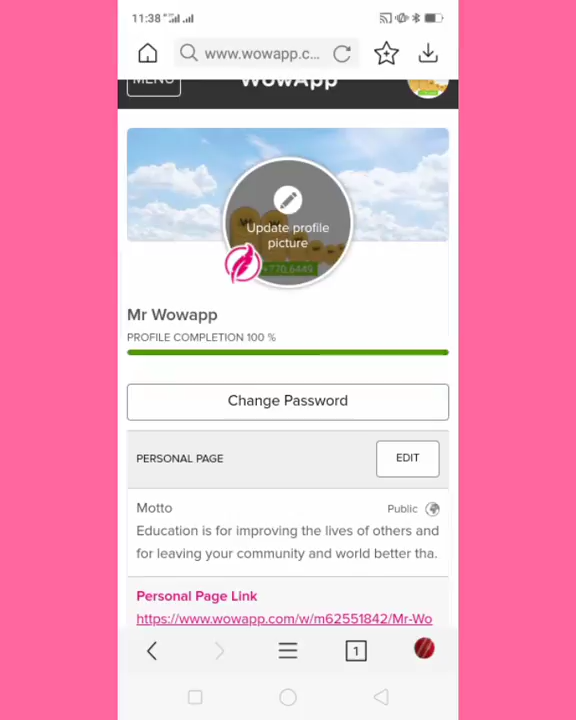 11:38
www.wowapp.c...
MENU
WowApp
Update profile
picture
Mr Wowapp
PROFILE COMPLETION 100 %
Change Password
PERSONAL PAGE
EDIT
Motto
Public
Education is for improving the lives of others and
for leaving your community and world better tha.
Personal Page Link
https://www.wowapp.com/w/m62551842/Mr-Wo
1